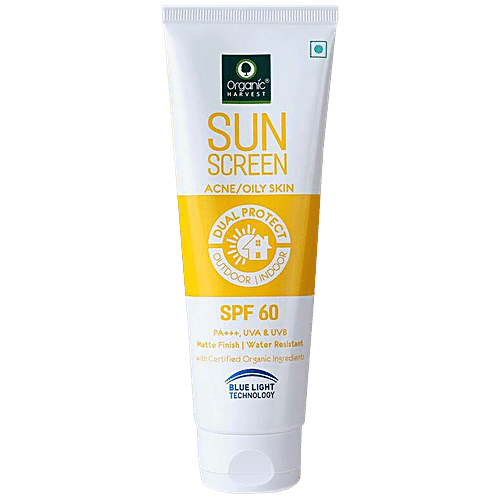 Organic®
HARVEST
SUN
SCREEN
ACNE/OILY SKIN
DUAL PROTECT
OUTDOOR | INDOOR
SPF 60
PA+++, UVA & UVB
Matte Finish | Water Resistant
with Certified Organic Ingredients
BLUE LIGHT
TECHNOLOGY